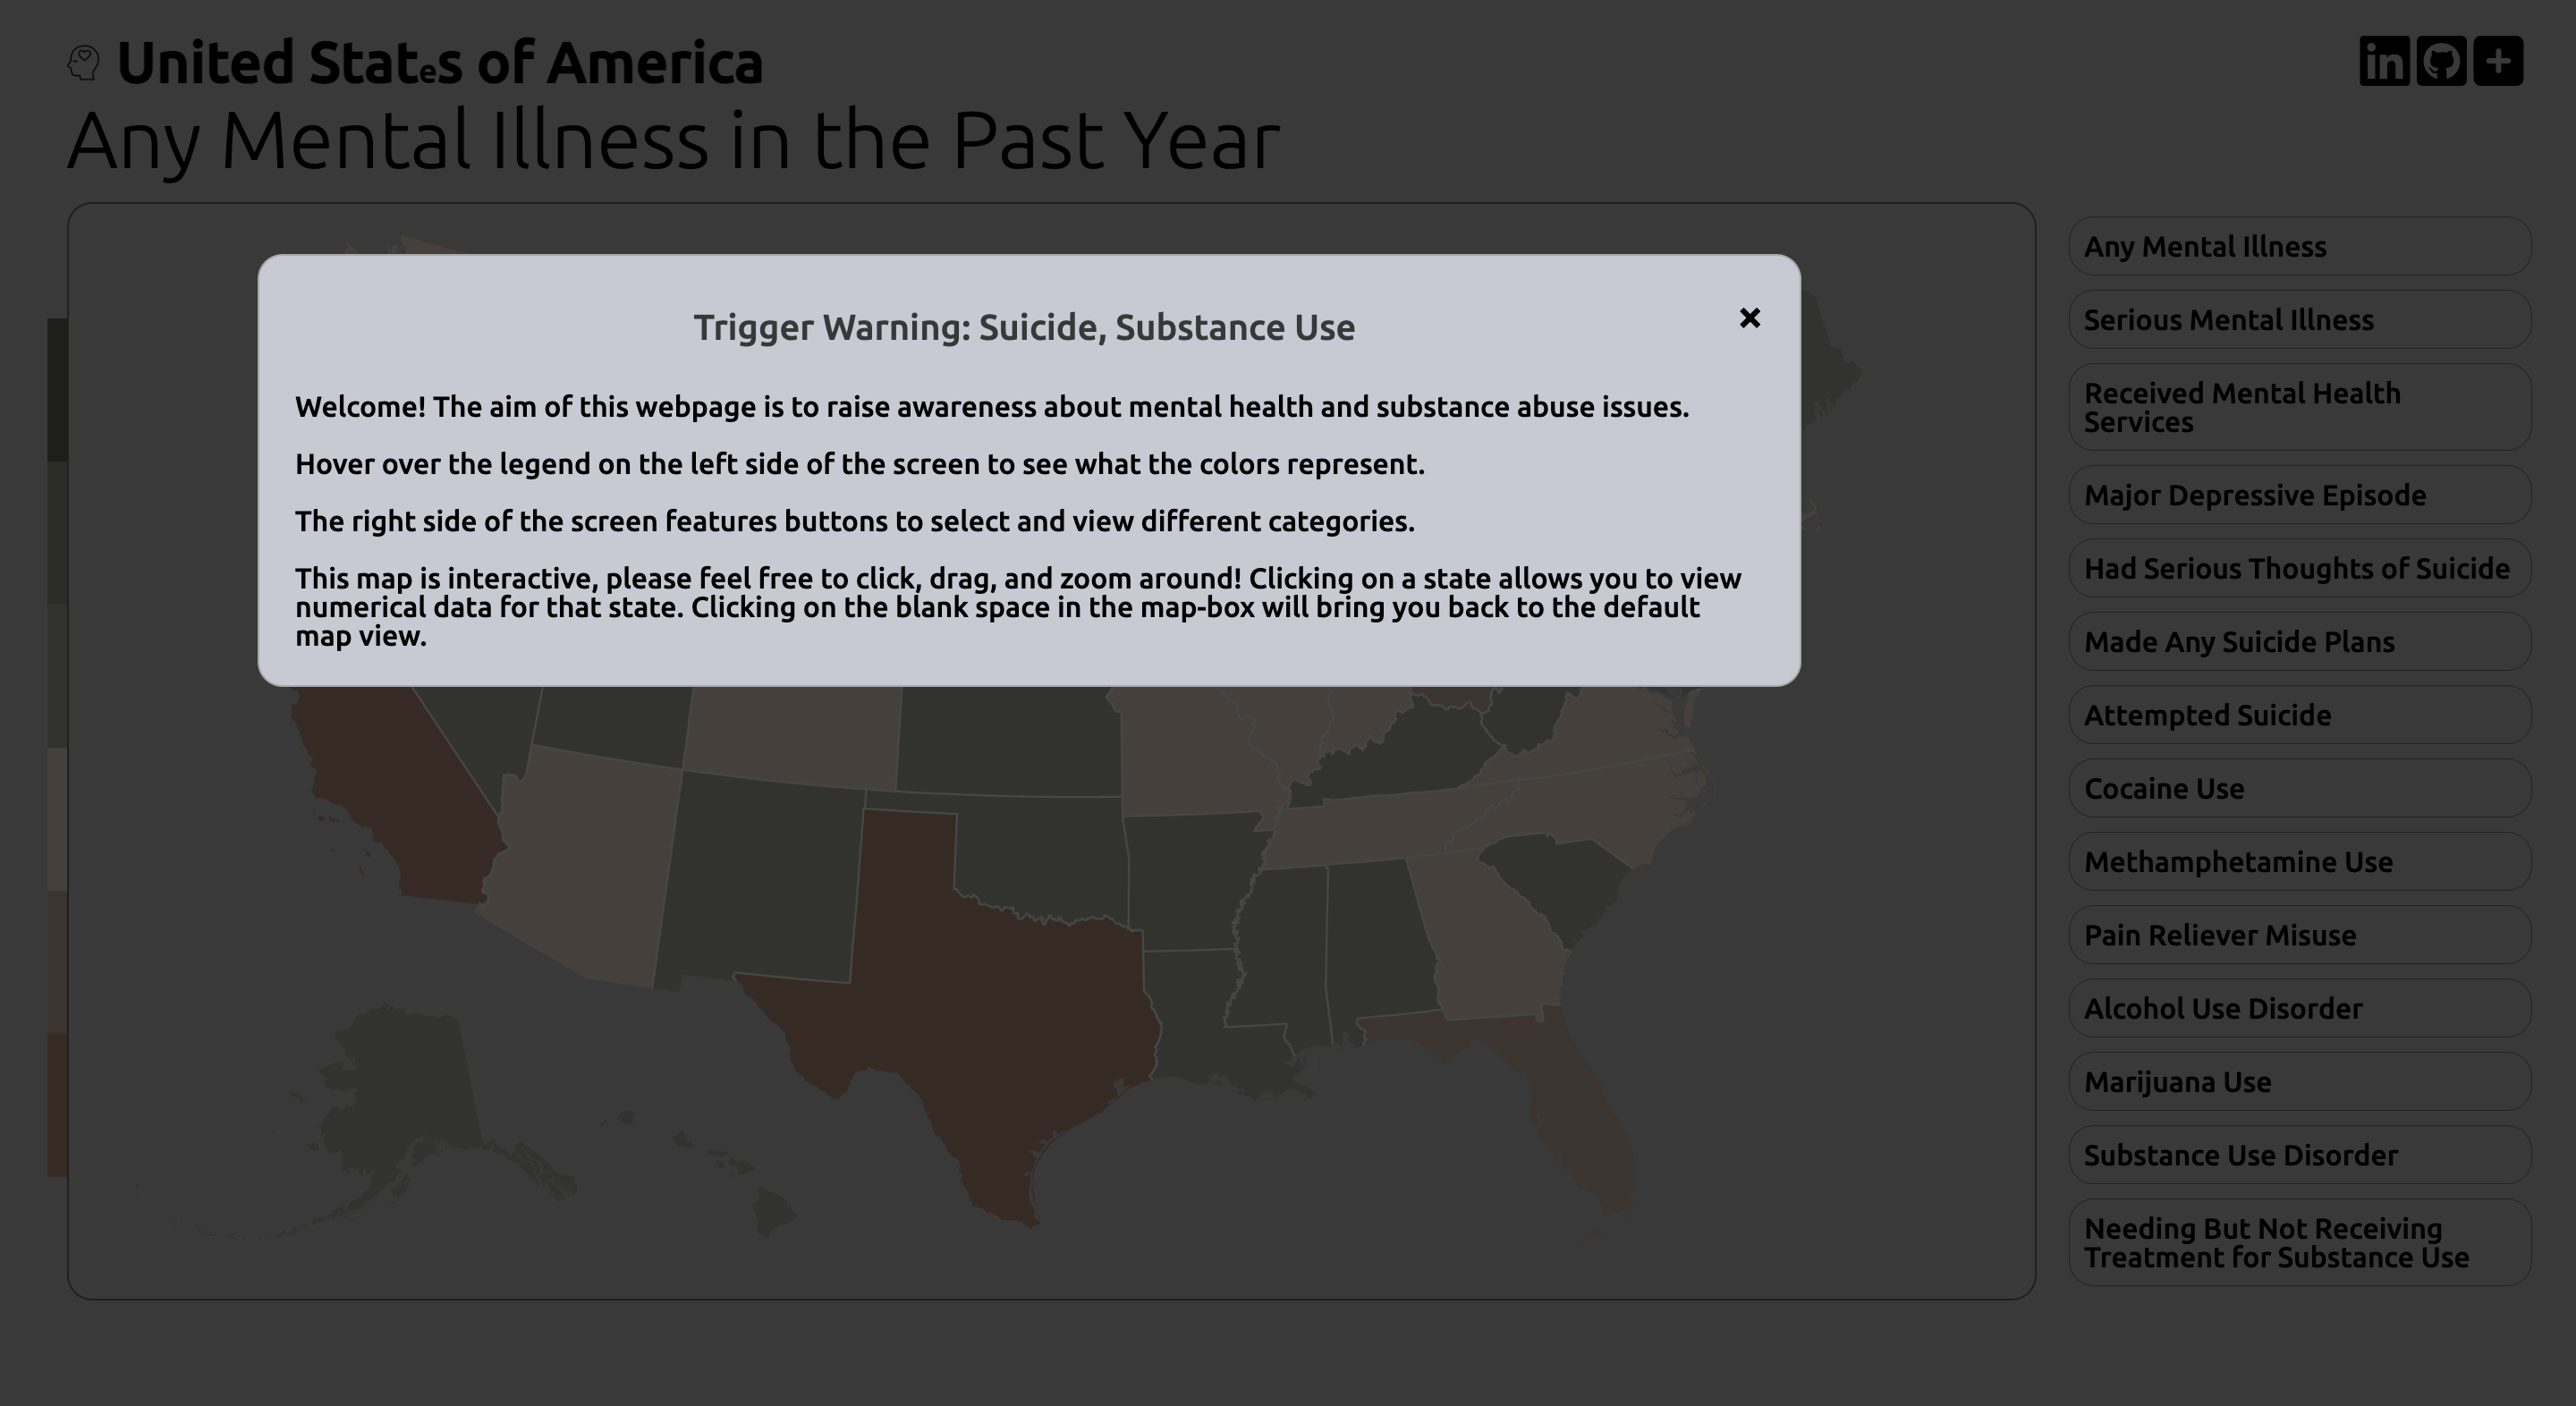 United States of America
Any Mental Illness in the Past Year
Trigger Warning: Suicide, Substance Use
Welcome! The aim of this webpage is to raise awareness about mental health and substance abuse issues.
Hover over the legend on the left side of the screen to see what the colors represent.
The right side of the screen features buttons to select and view different categories.
This map is interactive, please feel free to click, drag, and zoom around! Clicking on a state allows you to view
numerical data for that state. Clicking on the blank space in the map-box will bring you back to the default
map view.
Any Mental Illness
Serious Mental Illness
Received Mental Health
Services
Major Depressive Episode
Had Serious Thoughts of Suicide
Made Any Suicide Plans
Attempted Suicide
Cocaine Use
Methamphetamine Use
Pain Reliever Misuse
Alcohol Use Disorder
Marijuana Use
Substance Use Disorder
Needing But Not Receiving
Treatment for Substance Use